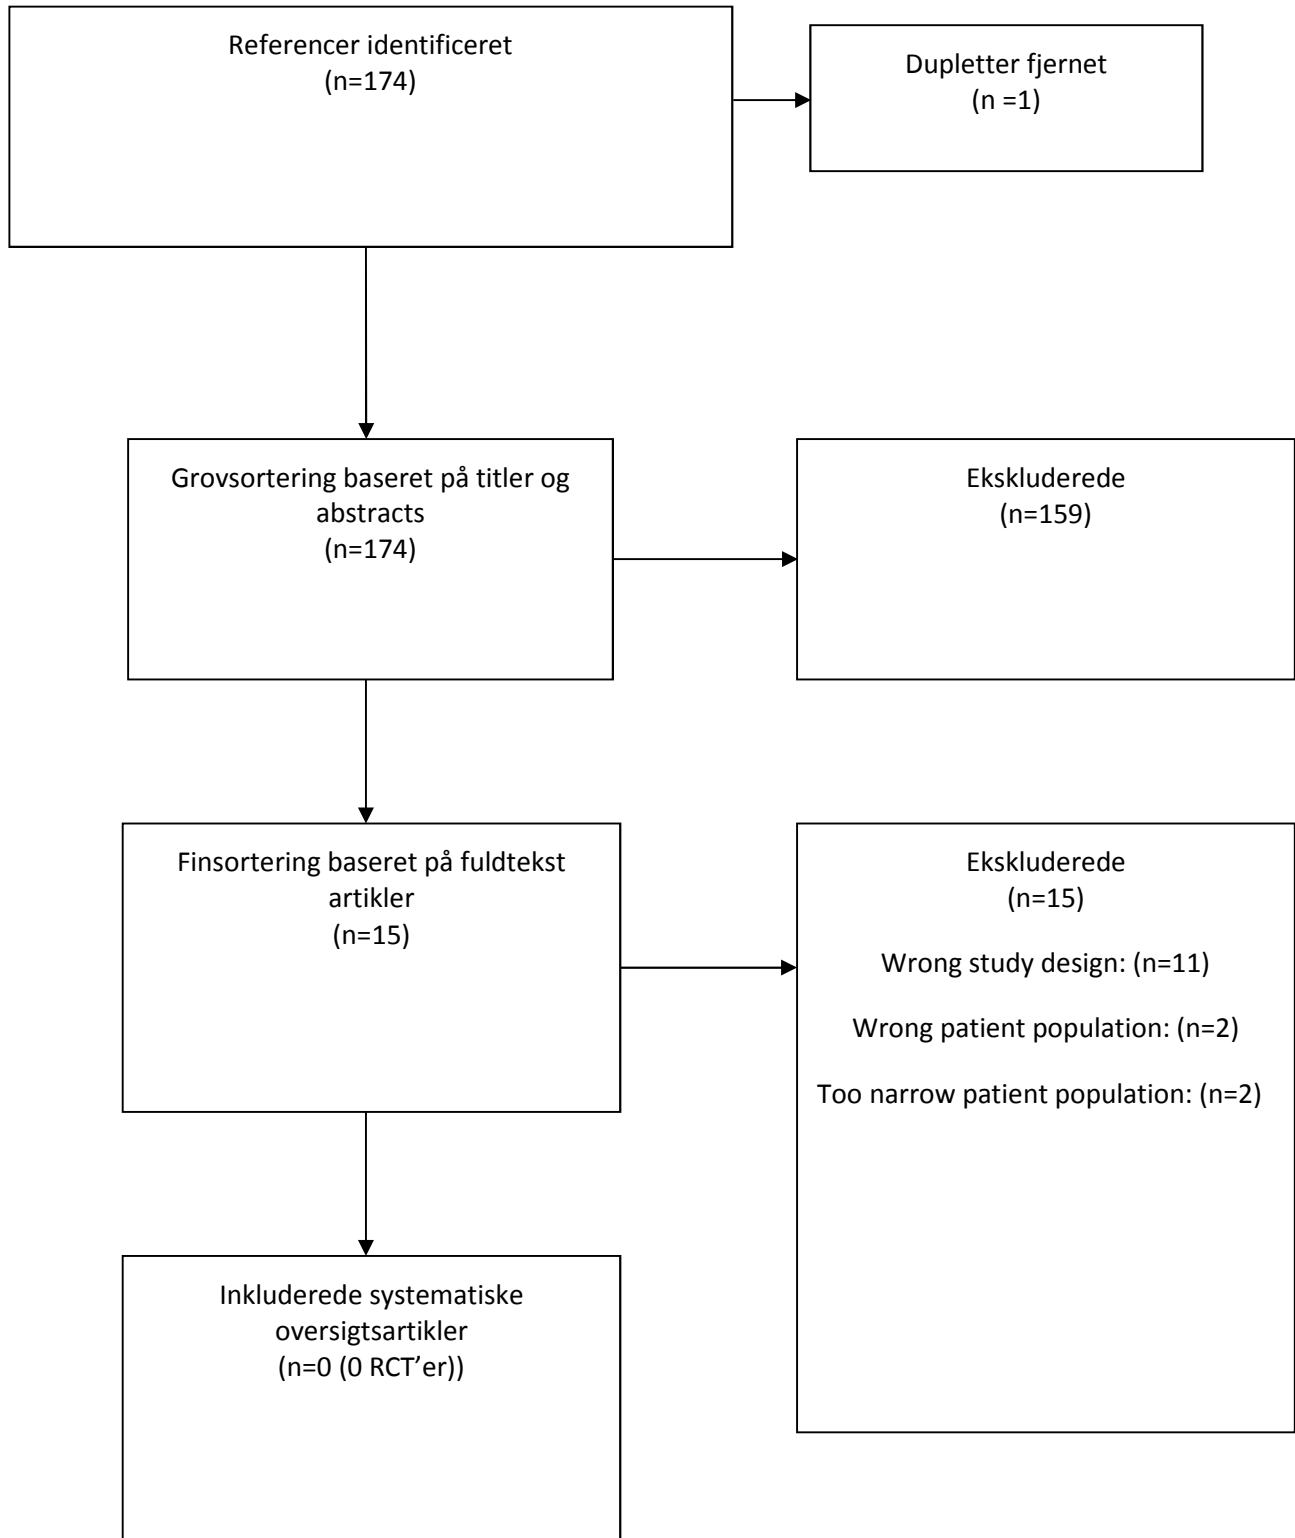 Referencer identificeret
(n=174)
Dupletter fjernet
(n =1)
Grovsortering baseret på titler og
abstracts
(n=174)
Ekskluderede
(n=159)
Finsortering baseret på fuldtekst
artikler
(n=15)
Ekskluderede
(n=15)
Wrong study design: (n=11)
Wrong patient population: (n=2)
Too narrow patient population: (n=2)
Inkluderede systematiske
oversigtsartikler
(n=0 (0 RCT’er))